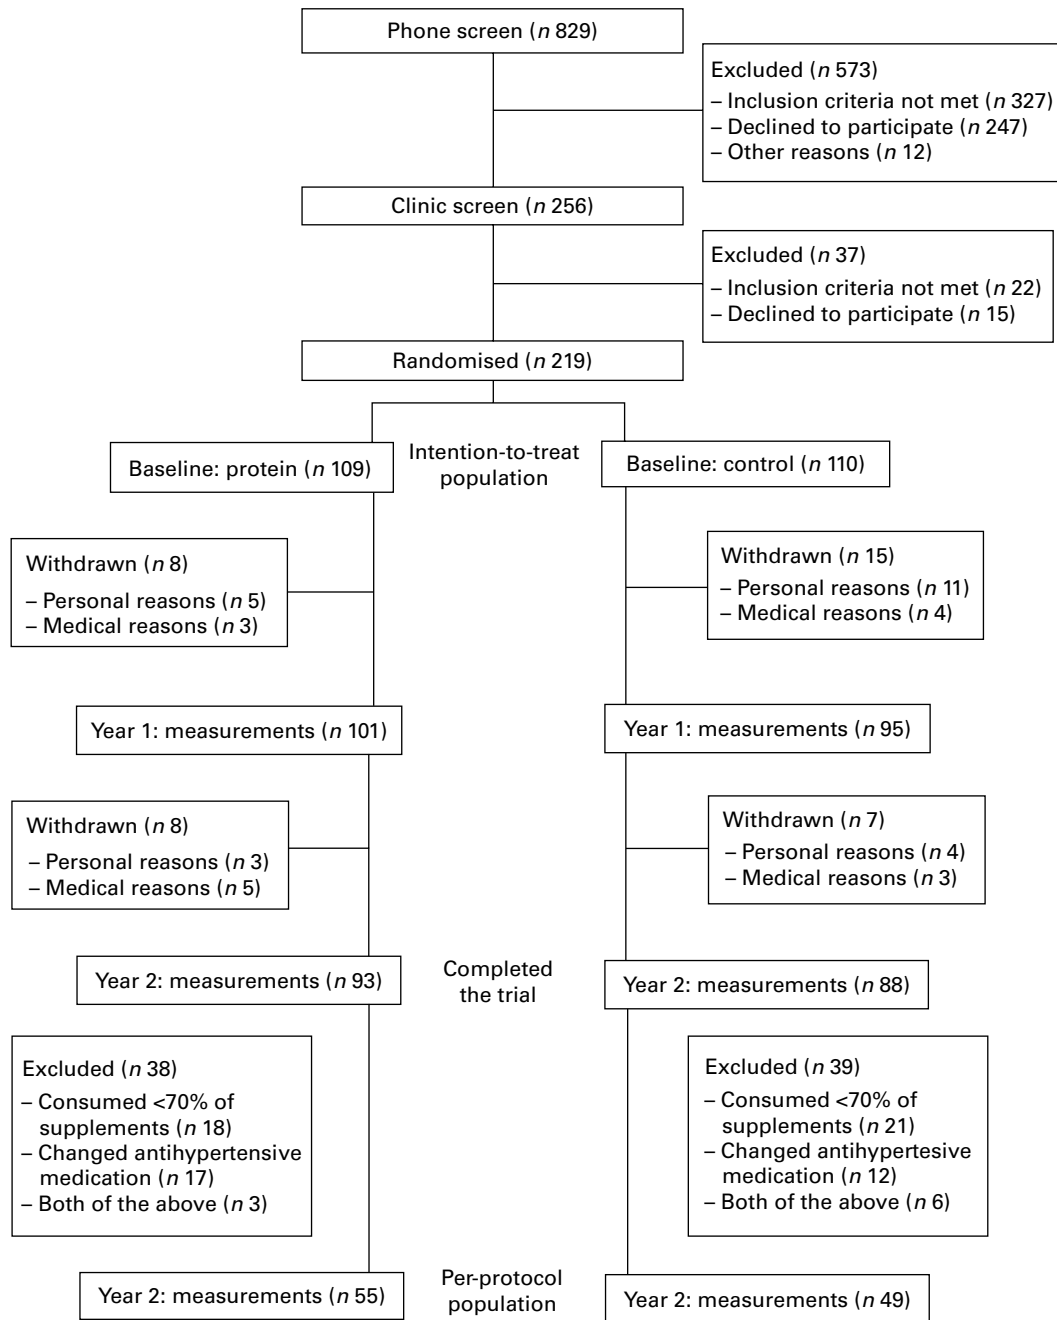 Phone screen (n 829)
Excluded (n 573)
– Inclusion criteria not met (n 327)
– Declined to participate (n 247)
– Other reasons (n 12)
Clinic screen (n 256)
Excluded (n 37)
– Inclusion criteria not met (n 22)
– Declined to participate (n 15)
Randomised (n 219)
Intention-to-treat
population
Baseline: protein (n 109)
Baseline: control (n 110)
Withdrawn (n 8)
– Personal reasons (n 5)
– Medical reasons (n 3)
Withdrawn (n 15)
– Personal reasons (n 11)
– Medical reasons (n 4)
Year 1: measurements (n 101)
Year 1: measurements (n 95)
Withdrawn (n 8)
– Personal reasons (n 3)
– Medical reasons (n 5)
Withdrawn (n 7)
– Personal reasons (n 4)
– Medical reasons (n 3)
Year 2: measurements (n 93)
Completed
the trial
Year 2: measurements (n 88)
Excluded (n 38)
– Consumed <70% of
supplements (n 18)
– Changed antihypertensive
medication (n 17)
– Both of the above (n 3)
Excluded (n 39)
– Consumed <70% of
supplements (n 21)
– Changed antihypertesive
medication (n 12)
– Both of the above (n 6)
Year 2: measurements (n 55)
Per-protocol
population
Year 2: measurements (n 49)